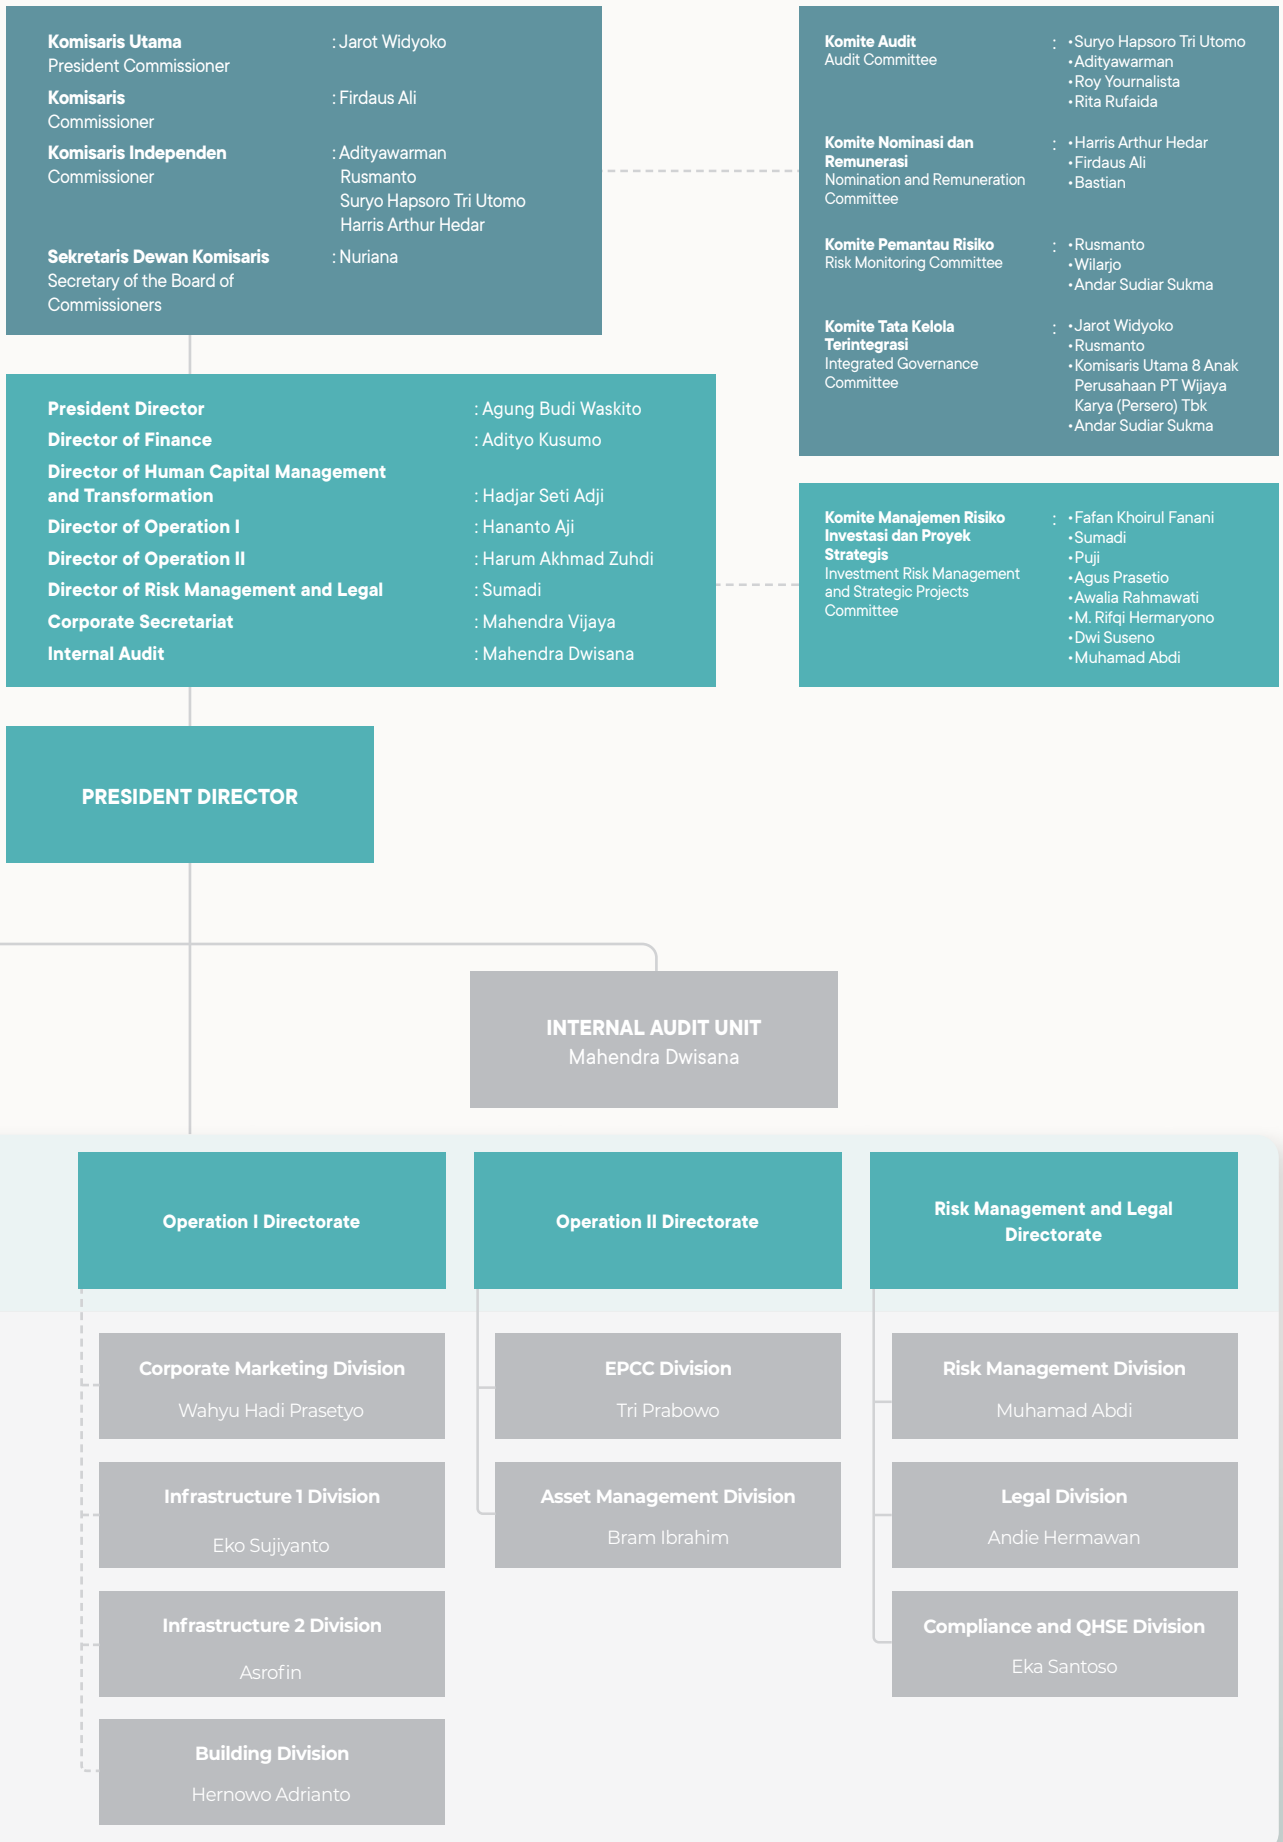 Komisaris Utama : Jarot Widyoko
President Commissioner
Komisaris : Firdaus Ali
Commissioner
Komisaris Independen : Adityawarman
Commissioner Rusmanto
Suryo Hapsoro Tri Utomo
Harris Arthur Hedar
Sekretaris Dewan Komisaris : Nuriana
Secretary of the Board of
Commissioners
Komite Audit : •Suryo Hapsoro Tri Utomo
Audit Committee •Adityawarman
•Roy Yournalista
•Rita Rufaida
Komite Nominasi dan : •Harris Arthur Hedar
Remunerasi •Firdaus Ali
Nomination and Remuneration •Bastian
Committee
Komite Pemantau Risiko : •Rusmanto
Risk Monitoring Committee •Wilarjo
•Andar Sudiar Sukma
Komite Tata Kelola : •Jarot Widyoko
Terintegrasi •Rusmanto
Integrated Governance •Komisaris Utama 8 Anak
Committee Perusahaan PT Wijaya
Karya (Persero) Tbk
•Andar Sudiar Sukma
President Director : Agung Budi Waskito
Director of Finance : Adityo Kusumo
Director of Human Capital Management
and Transformation : Hadjar Seti Adji
Director of Operation I : Hananto Aji
Director of Operation II : Harum Akhmad Zuhdi
Director of Risk Management and Legal : Sumadi
Corporate Secretariat : Mahendra Vijaya
Internal Audit : Mahendra Dwisana
Komite Manajemen Risiko : •Fafan Khoirul Fanani
Investasi dan Proyek •Sumadi
Strategis •Puji
Investment Risk Management •Agus Prasetio
and Strategic Projects •Awalia Rahmawati
Committee •M. Rifqi Hermaryono
•Dwi Suseno
•Muhamad Abdi
PRESIDENT DIRECTOR
INTERNAL AUDIT UNIT
Mahendra Dwisana
Operation I Directorate
Corporate Marketing Division
Wahyu Hadi Prasetyo
Infrastructure 1 Division
Eko Sujiyanto
Infrastructure 2 Division
Asrofin
Building Division
Hernowo Adrianto
Operation II Directorate
EPCC Division
Tri Prabowo
Asset Management Division
Bram Ibrahim
Risk Management and Legal
Directorate
Risk Management Division
Muhamad Abdi
Legal Division
Andie Hermawan
Compliance and QHSE Division
Eka Santoso